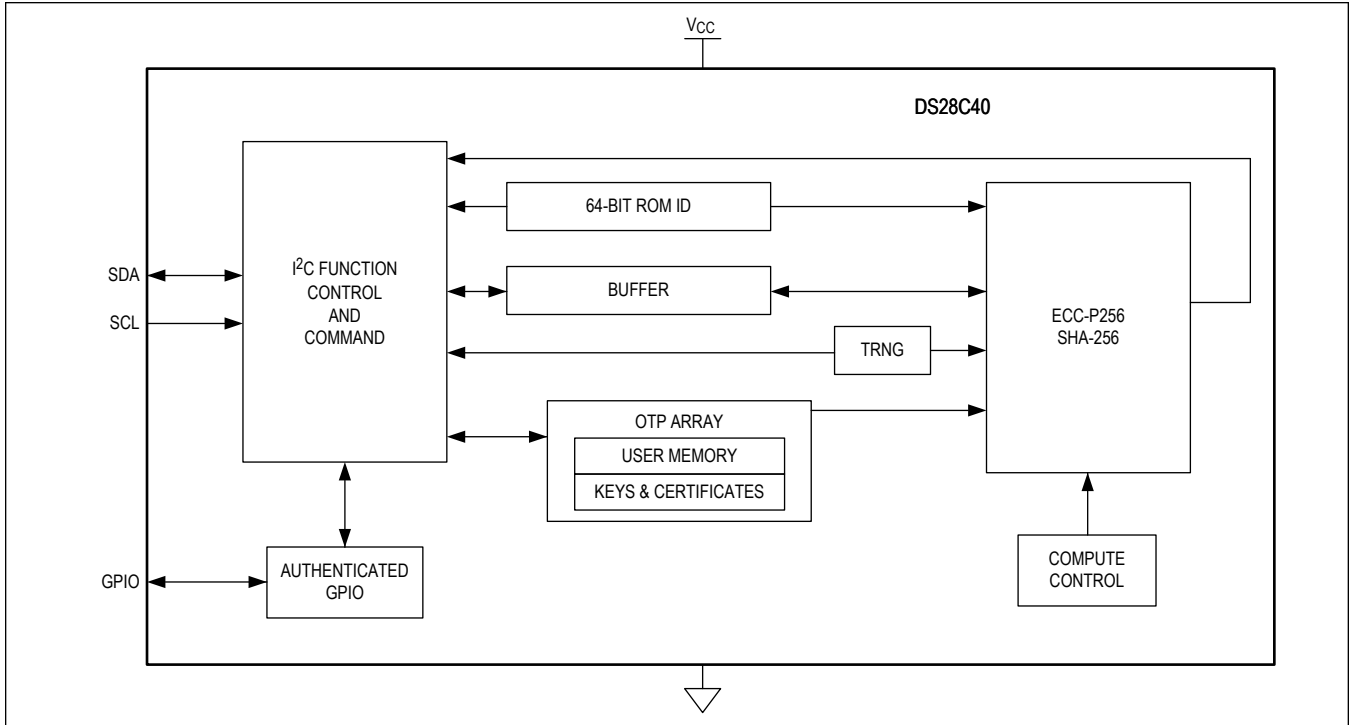 VCC
DS28C40
64-BIT ROM ID
SDA
SCL
I2C FUNCTION
CONTROL
AND
COMMAND
BUFFER
ECC-P256
SHA-256
TRNG
OTP ARRAY
USER MEMORY
KEYS & CERTIFICATES
GPIO
AUTHENTICATED
GPIO
COMPUTE
CONTROL